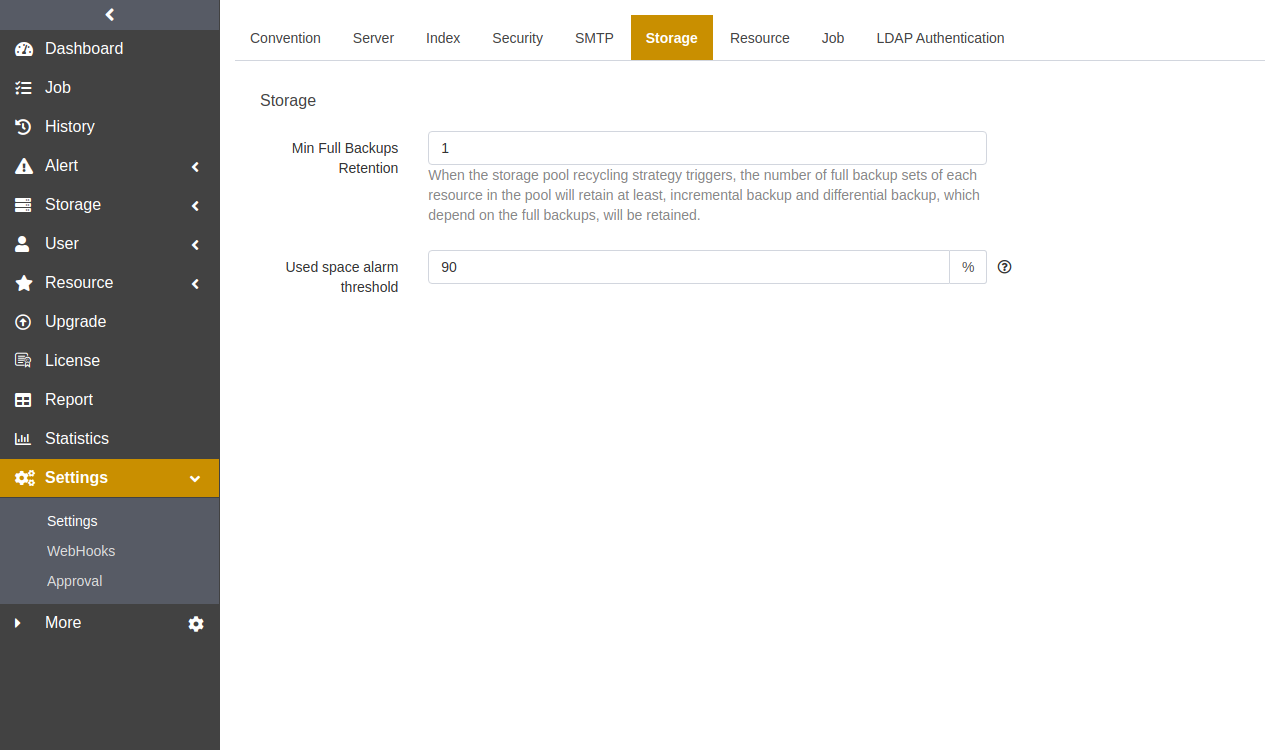 Dashboard
Job
History
Alert
Storage
User
Resource
Upgrade
License
Report
Statistics
Settings
Settings
WebHooks
Approval
More
Convention Server Index Security SMTP Storage Resource Job LDAP Authentication
Storage
Min Full Backups
Retention
1
When the storage pool recycling strategy triggers, the number of full backup sets of each
resource in the pool will retain at least, incremental backup and differential backup, which
depend on the full backups, will be retained.
Used space alarm
threshold
90 %